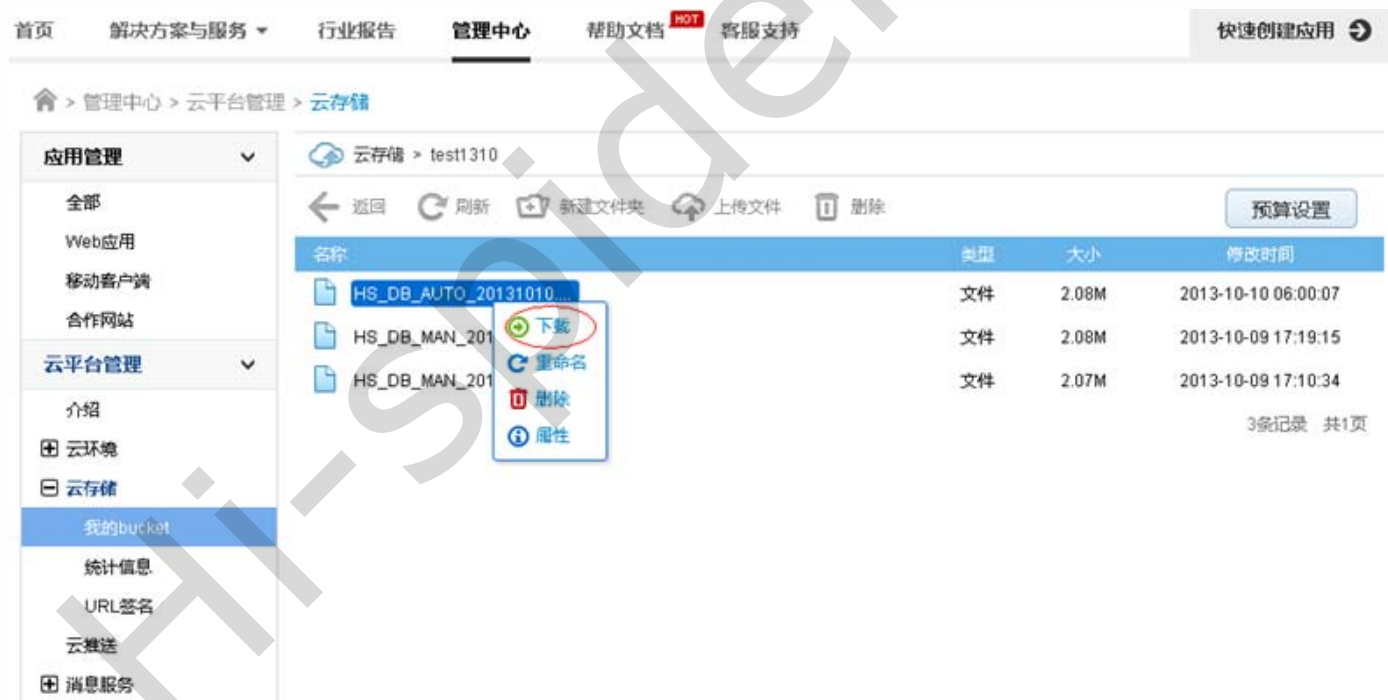 首页 解决方案与服务 行业报告 管理中心 帮助文档 HOT 客服支持 快速创建应用
> 管理中心 > 云平台管理 > 云存储
应用管理
全部
Web应用
移动客户端
合作网站
云平台管理
介绍
云环境
云存储
我的bucket
统计信息
URL签名
云推送
消息服务
云存储 > test1310
返回 刷新 新建文件夹 上传文件 删除 预算设置
名称 类型 大小 修改时间
HS_DB_AUTO_20131010.... 文件 2.08M 2013-10-10 06:00:07
HS_DB_MAN_201 文件 2.08M 2013-10-09 17:19:15
HS_DB_MAN_201 文件 2.07M 2013-10-09 17:10:34
下载
重命名
删除
属性
3条记录 共1页
Hi-spider